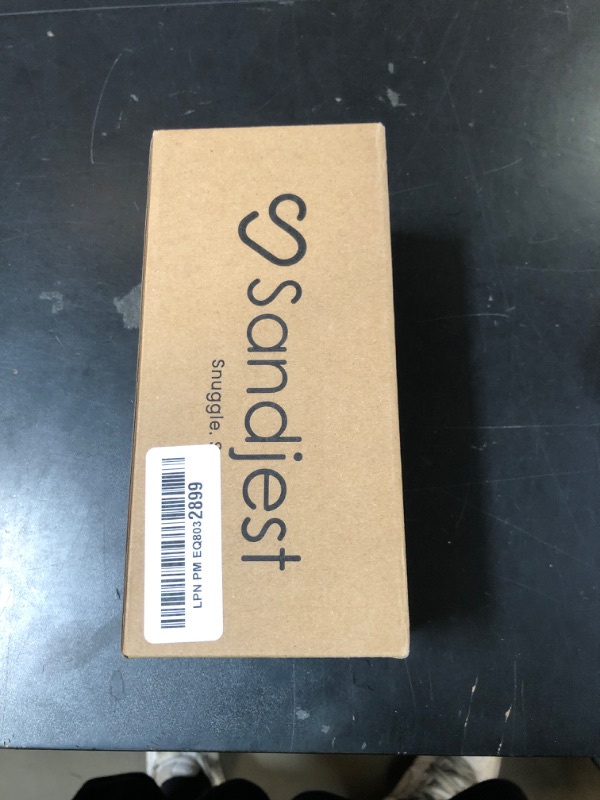 Sandjest
Snuggle.
LPN PM EQ8032899